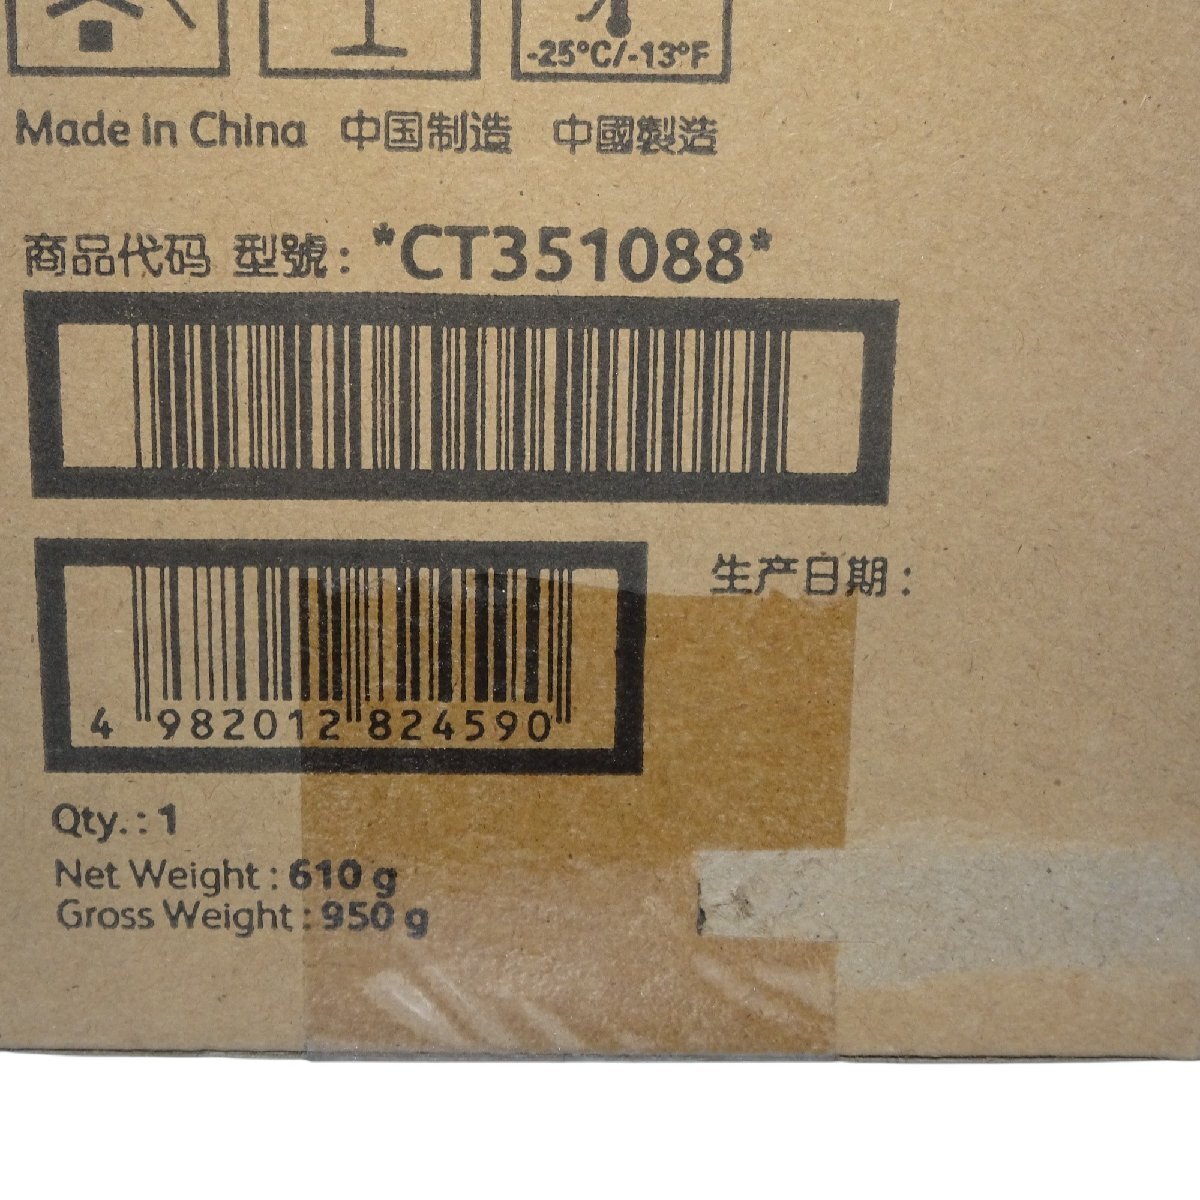 -25°C/-13°F
Made in China 中国制造 中國製造
商品代码 型號: *CT351088*
生产日期:
4 982012 824590
Qty.: 1
Net Weight: 610 g
Gross Weight: 950 g